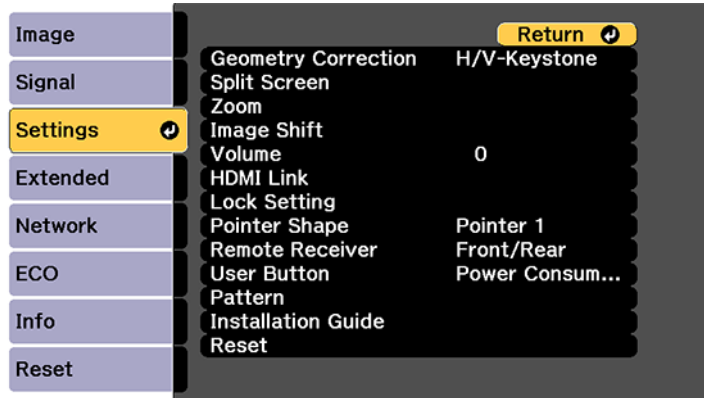 Image
Signal
Settings
Extended
Network
ECO
Info
Reset
Return
Geometry Correction H/V-Keystone
Split Screen
Zoom
Image Shift
Volume 0
HDMI Link
Lock Setting
Pointer Shape Pointer 1
Remote Receiver Front/Rear
User Button Power Consum...
Pattern
Installation Guide
Reset